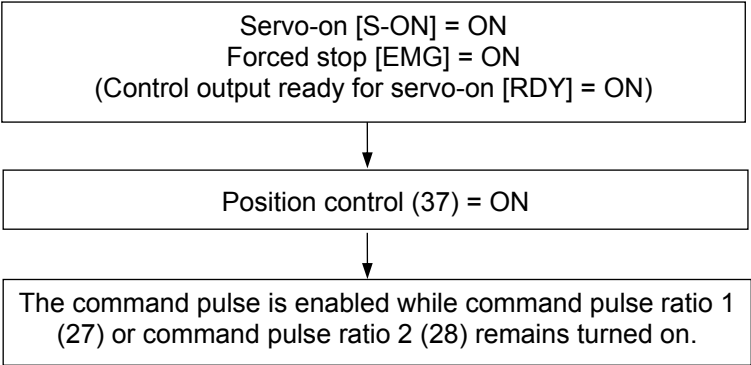 Servo-on [S-ON] = ON
Forced stop [EMG] = ON
(Control output ready for servo-on [RDY] = ON)
Position control (37) = ON
The command pulse is enabled while command pulse ratio 1
(27) or command pulse ratio 2 (28) remains turned on.